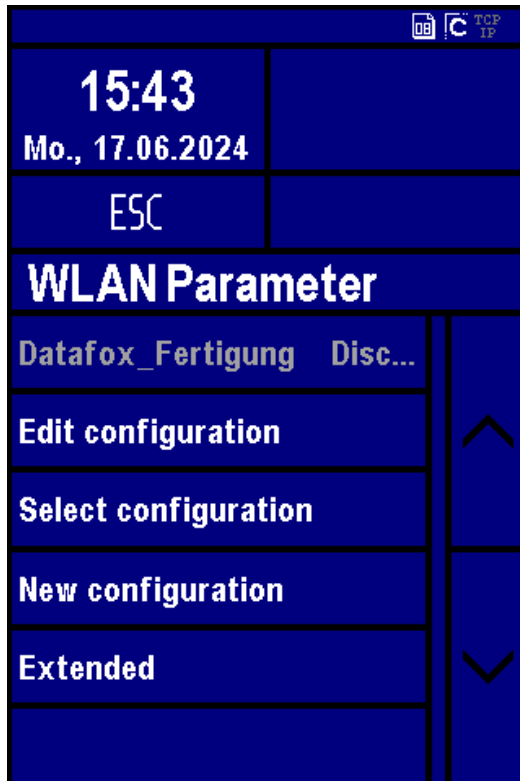 08 C TCP
IP
15:43
Mo., 17.06.2024
ESC
WLAN Parameter
Datafox_Fertigung Disc...
Edit configuration
Select configuration
New configuration
Extended